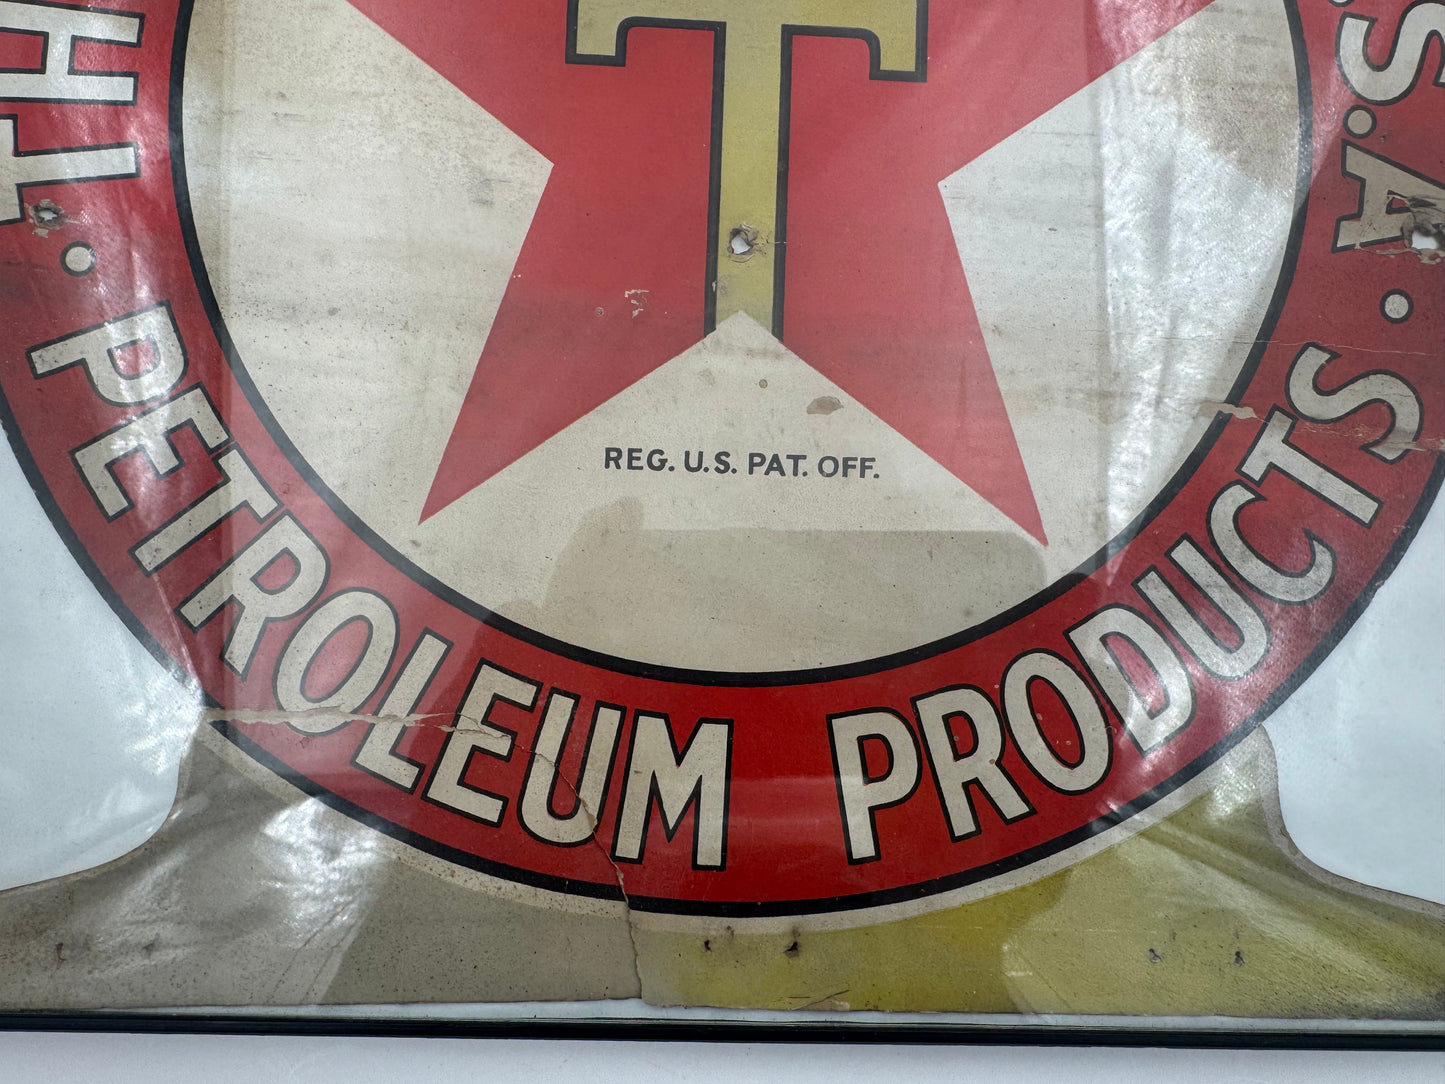 T
REG. U.S. PAT. OFF.
· PETROLEUM PRODUCTS ·
S.A.